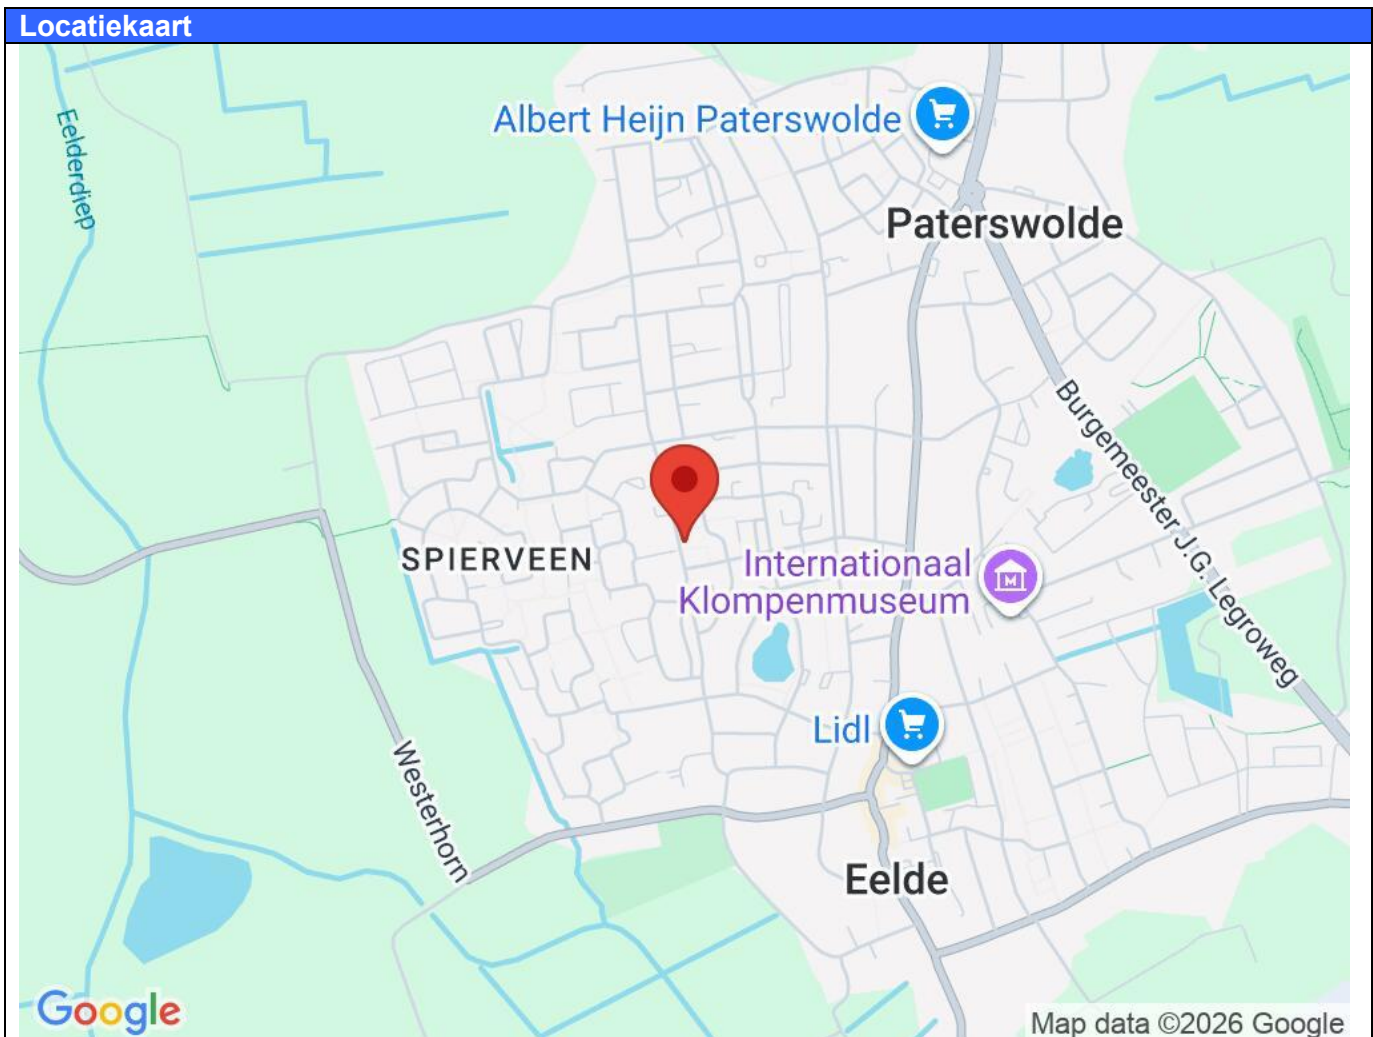 Locatiekaart
Eelderdiep
Albert Heijn Paterswolde
Paterswolde
Burgemeester J.G. Legroweg
SPIERVEEN
Internationaal
Klompenmuseum
M
Lidl
Westerhorn
Eelde
Google
Map data ©2026 Google